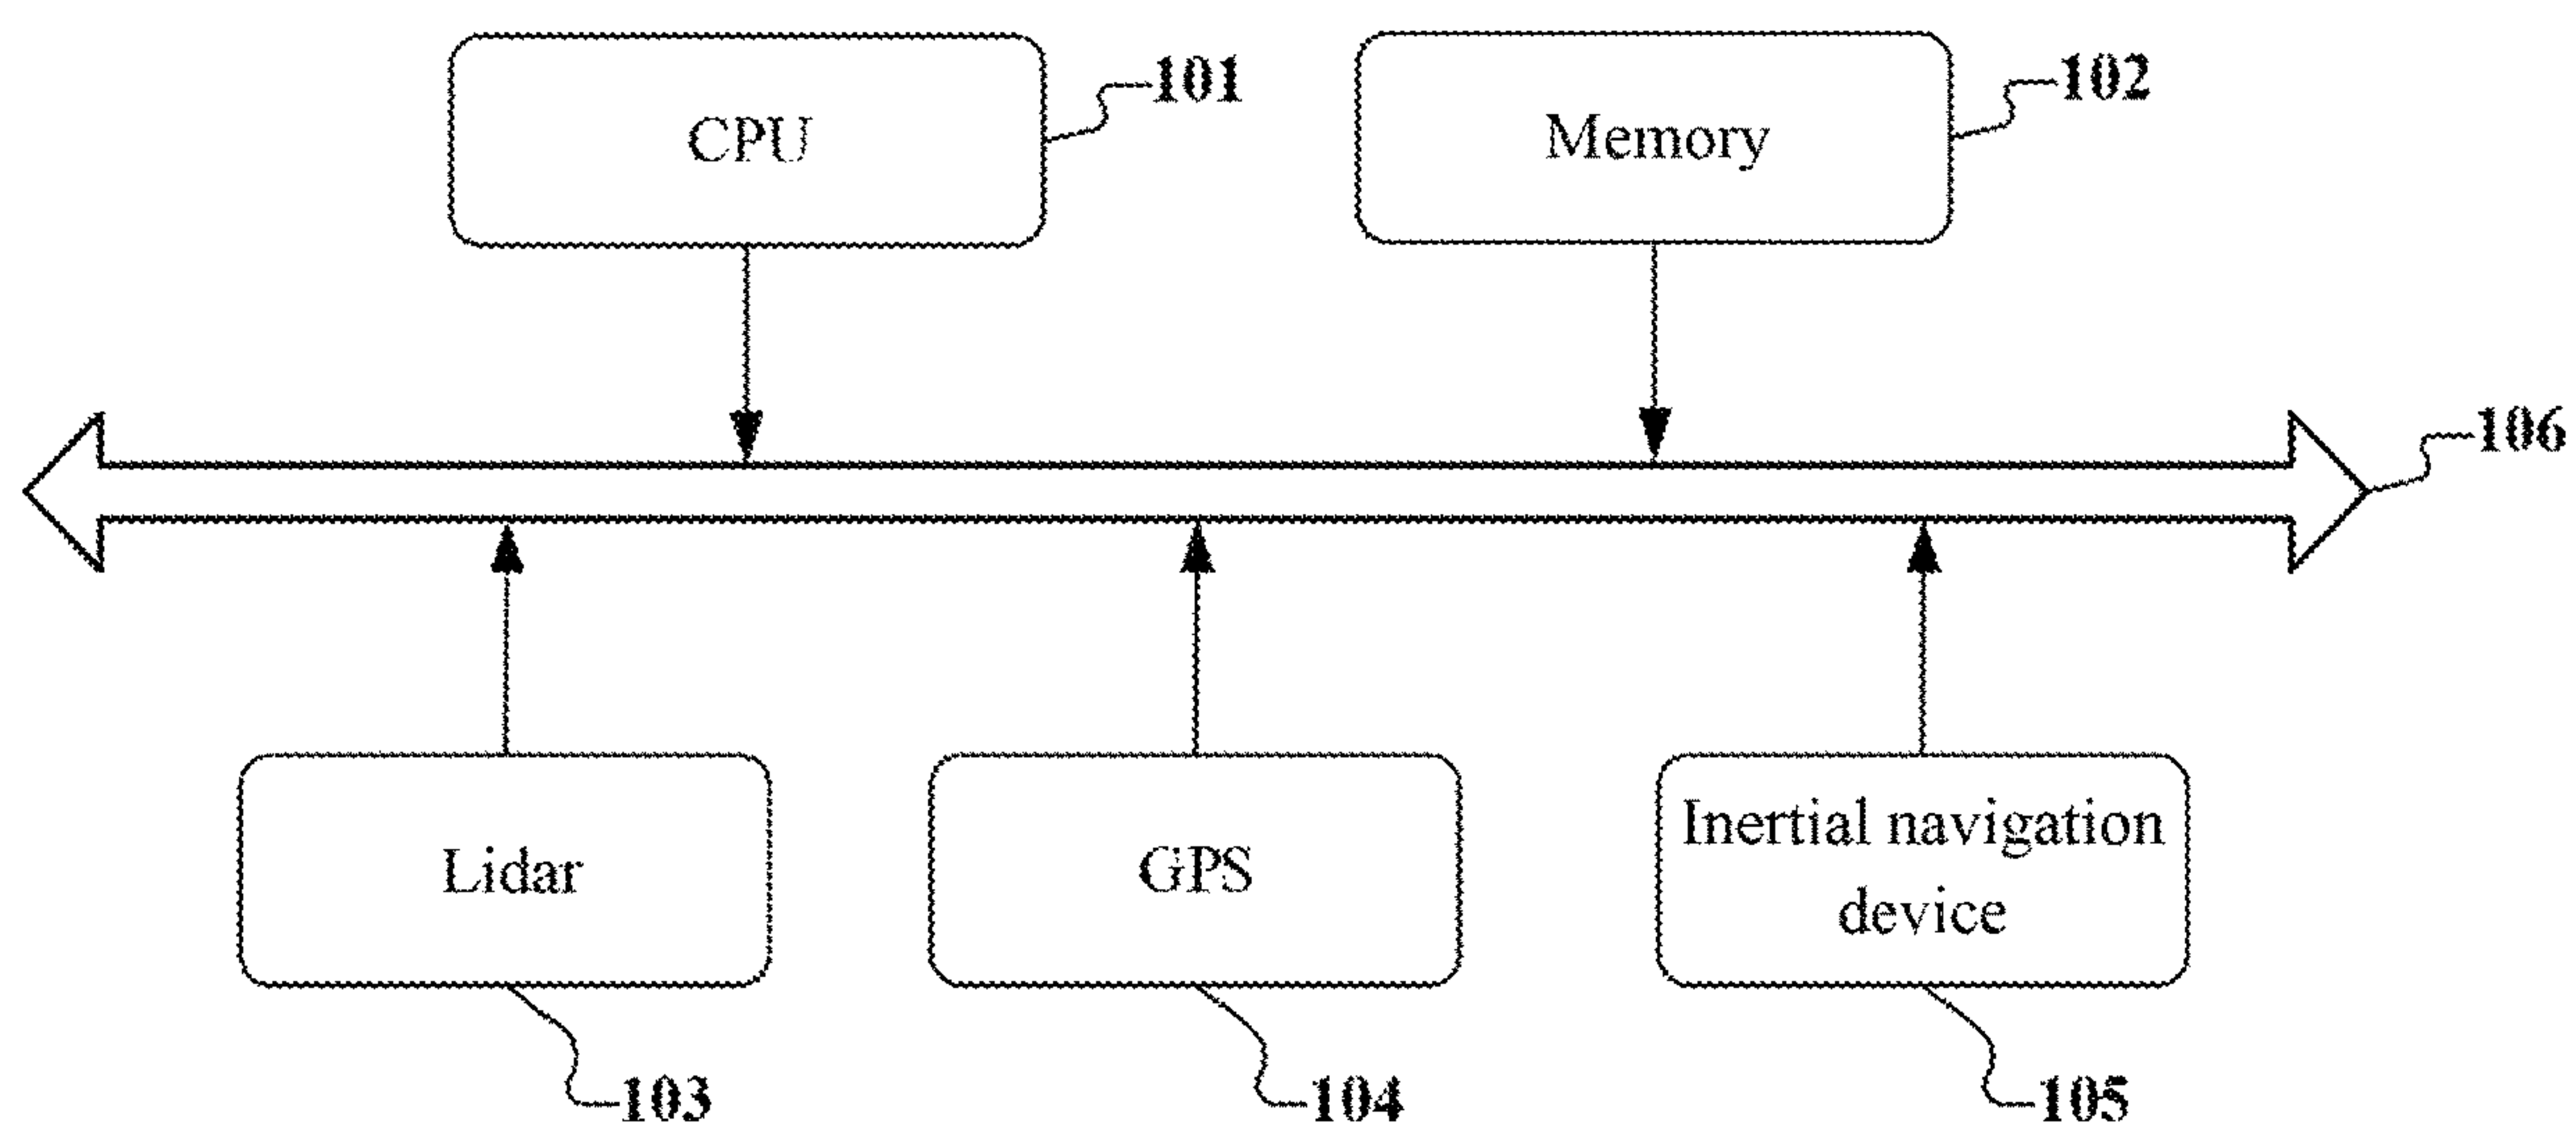 CPU
101
Memory
102
106
Lidar
GPS
Inertial navigation
device
103
104
105